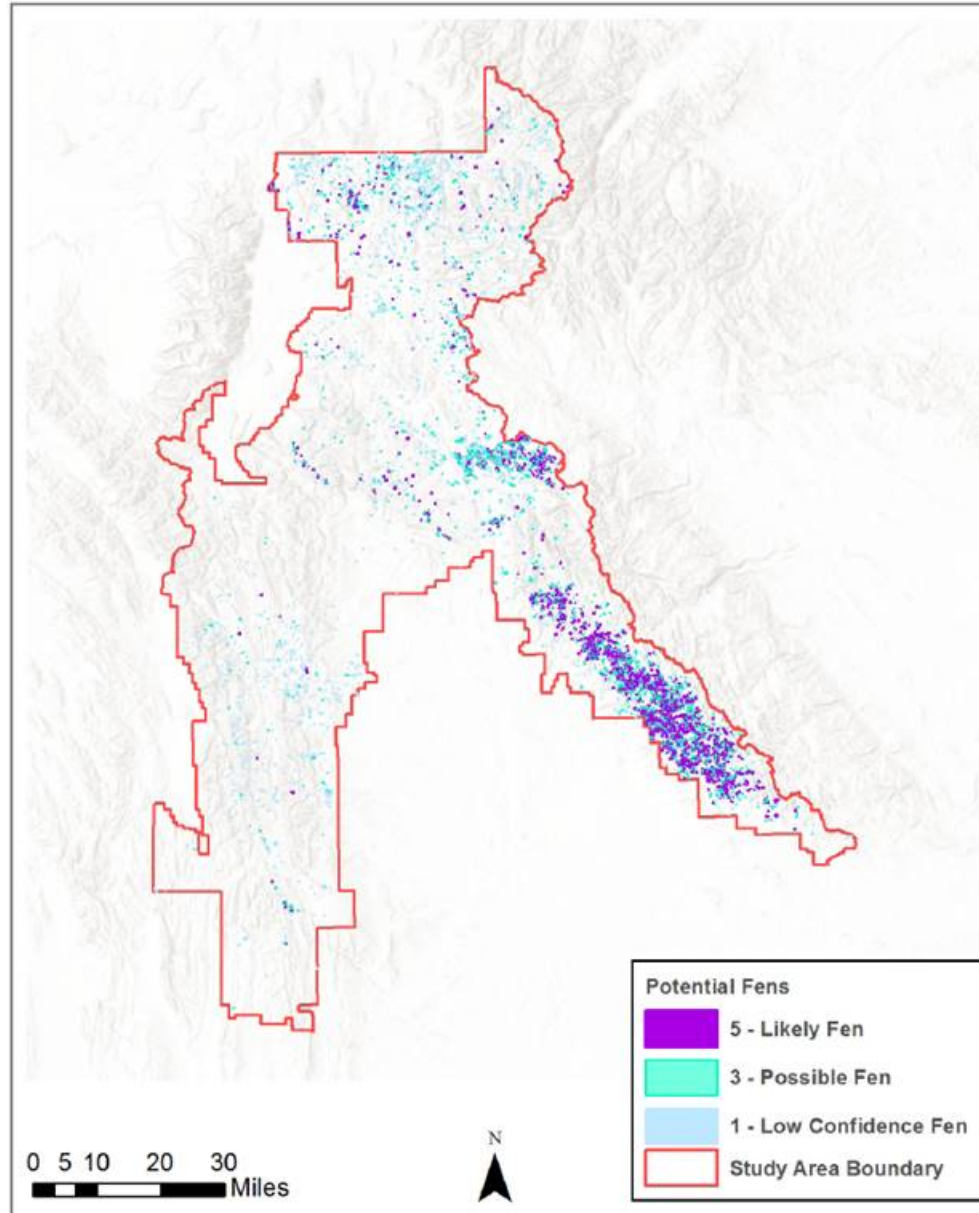 Potential Fens
5 - Likely Fen
3 - Possible Fen
1 - Low Confidence Fen
Study Area Boundary
N
0 5 10 20 30
Miles